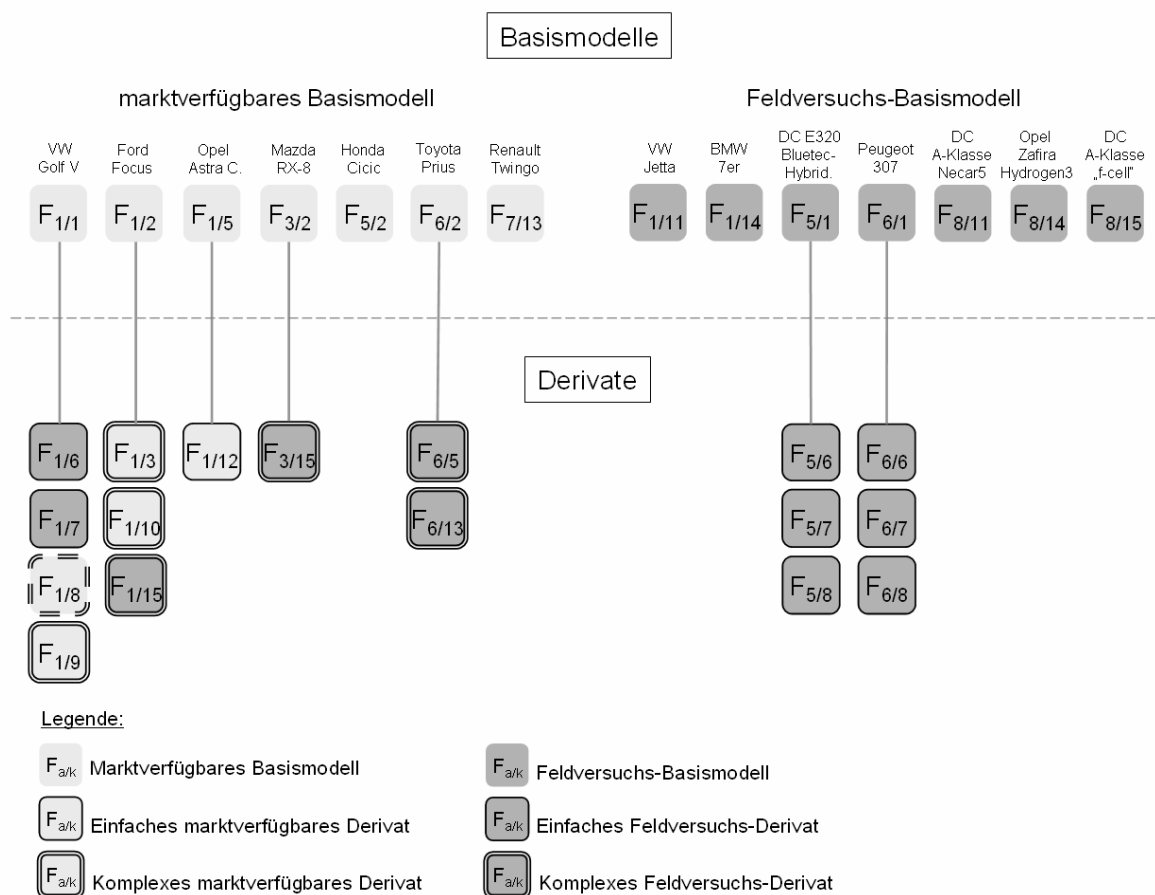 Basismodelle
marktverfügbares Basismodell
Feldversuchs-Basismodell
VW
Golf V
Ford
Focus
Opel
Astra C.
Mazda
RX-8
Honda
Cicic
Toyota
Prius
Renault
Twingo
VW
Jetta
BMW
7er
DC E320
Bluetec-
Hybrid.
Peugeot
307
DC
A-Klasse
Necar5
Opel
Zafira
Hydrogen3
DC
A-Klasse
„f-cell"
F1/1
F1/2
F1/5
F3/2
F5/2
F6/2
F7/13
F1/11
F1/14
F5/1
F6/1
F8/11
F8/14
F8/15
Derivate
F1/6
F1/3
F1/12
F3/15
F6/5
F5/6
F6/6
F1/7
F1/10
F6/13
F5/7
F6/7
F1/8
F1/15
F5/8
F6/8
F1/9
Legende:
Fa/k Marktverfügbares Basismodell
Fa/k Feldversuchs-Basismodell
Fa/k Einfaches marktverfügbares Derivat
Fa/k Einfaches Feldversuchs-Derivat
Fa/k Komplexes marktverfügbares Derivat
Fa/k Komplexes Feldversuchs-Derivat